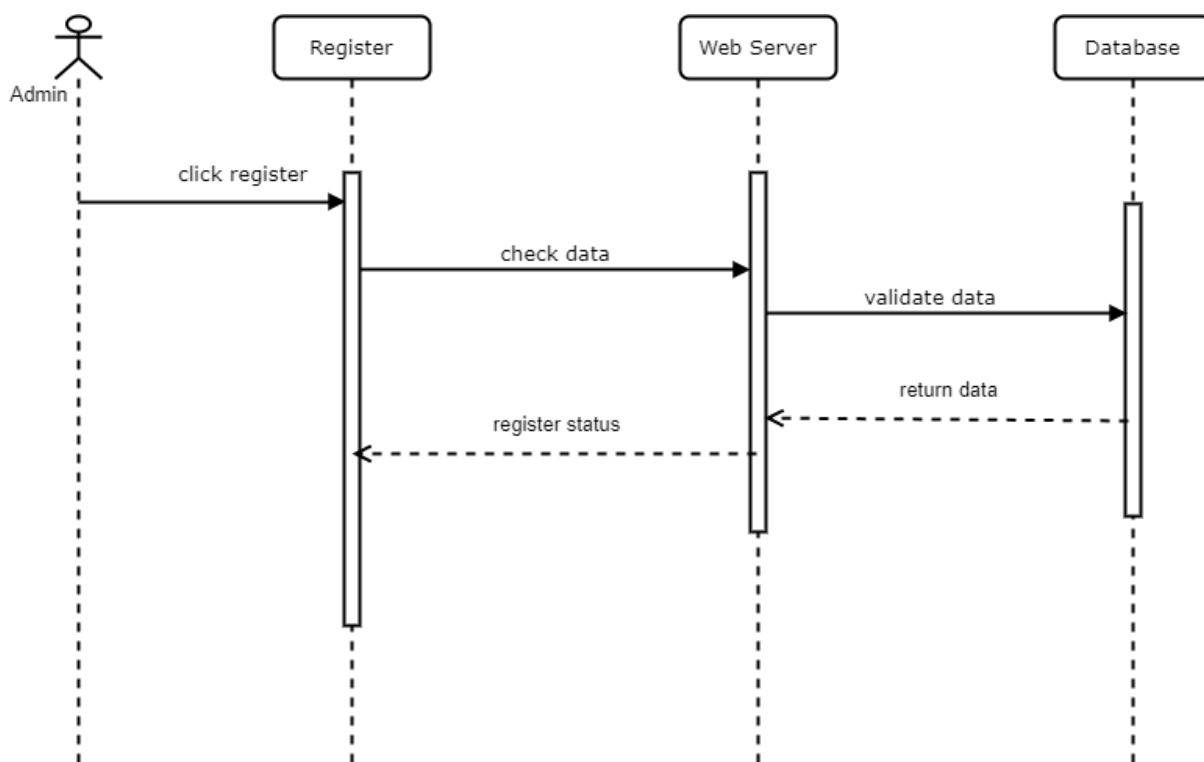 Register
Web Server
Database
Admin
click register
check data
validate data
return data
register status